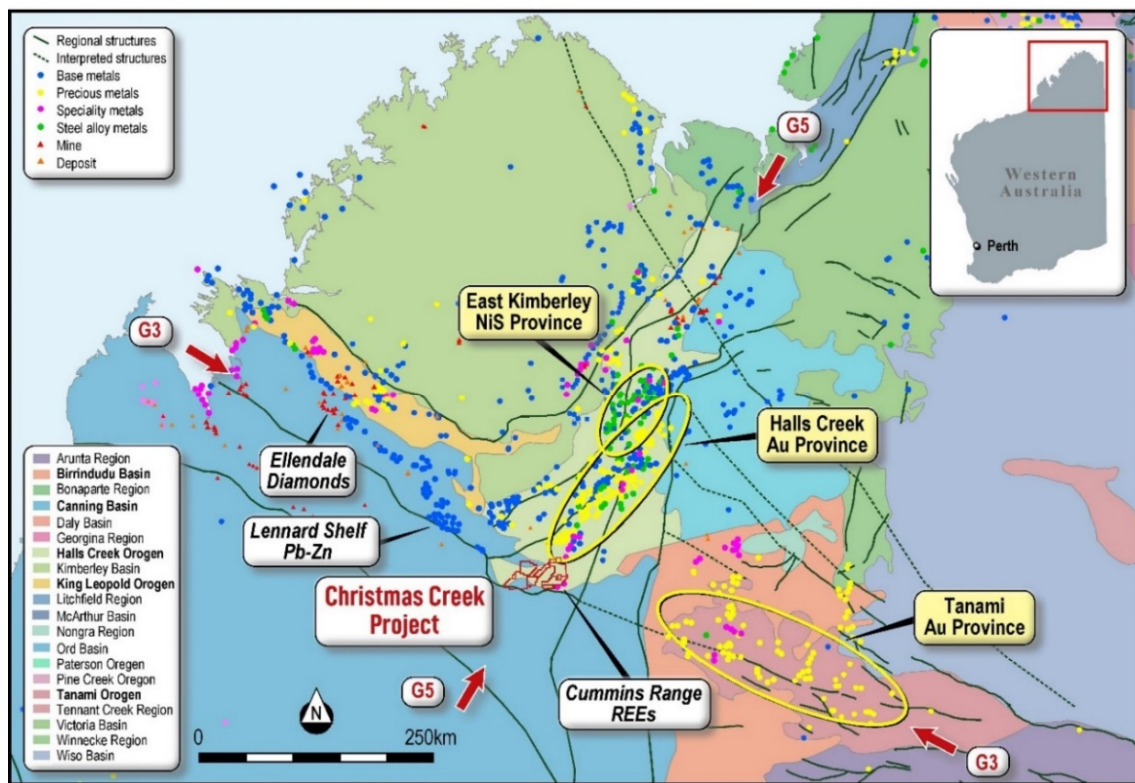 Regional structures
Interpreted structures
Base metals
Precious metals
Speciality metals
Steel alloy metals
Mine
Deposit
G5
Western
Australia
Perth
East Kimberley
NiS Province
G3
Halls Creek
Au Province
Ellendale
Diamonds
Lennard Shelf
Pb-Zn
Arunta Region
Birrindudu Basin
Bonaparte Region
Canning Basin
Daly Basin
Georgina Region
Halls Creek Orogen
Kimberley Basin
King Leopold Orogen
Litchfield Region
McArthur Basin
Nongra Region
Ord Basin
Paterson Oregen
Pine Creek Oregon
Tanami Orogen
Tennant Creek Region
Victoria Basin
Winnecke Region
Wiso Basin
Christmas Creek
Project
Tanami
Au Province
G5
Cummins Range
REEs
G3
N
0
250km